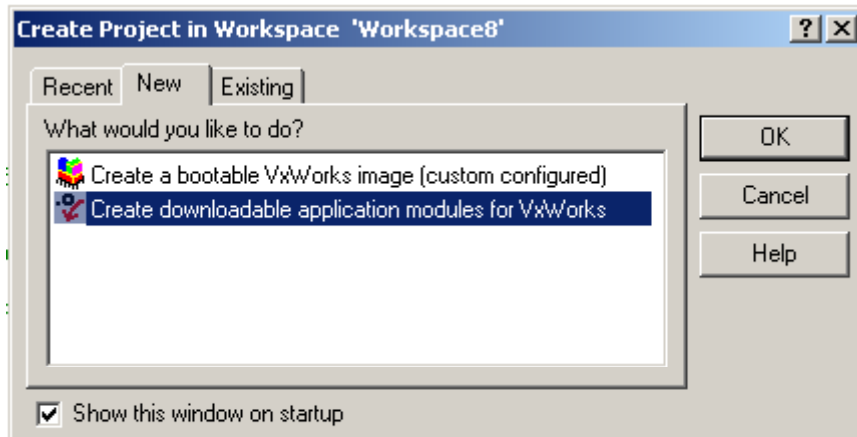 Create Project in Workspace 'Workspace8'
Recent New Existing
What would you like to do?
Create a bootable VxWorks image (custom configured)
Create downloadable application modules for VxWorks
OK
Cancel
Help
Show this window on startup